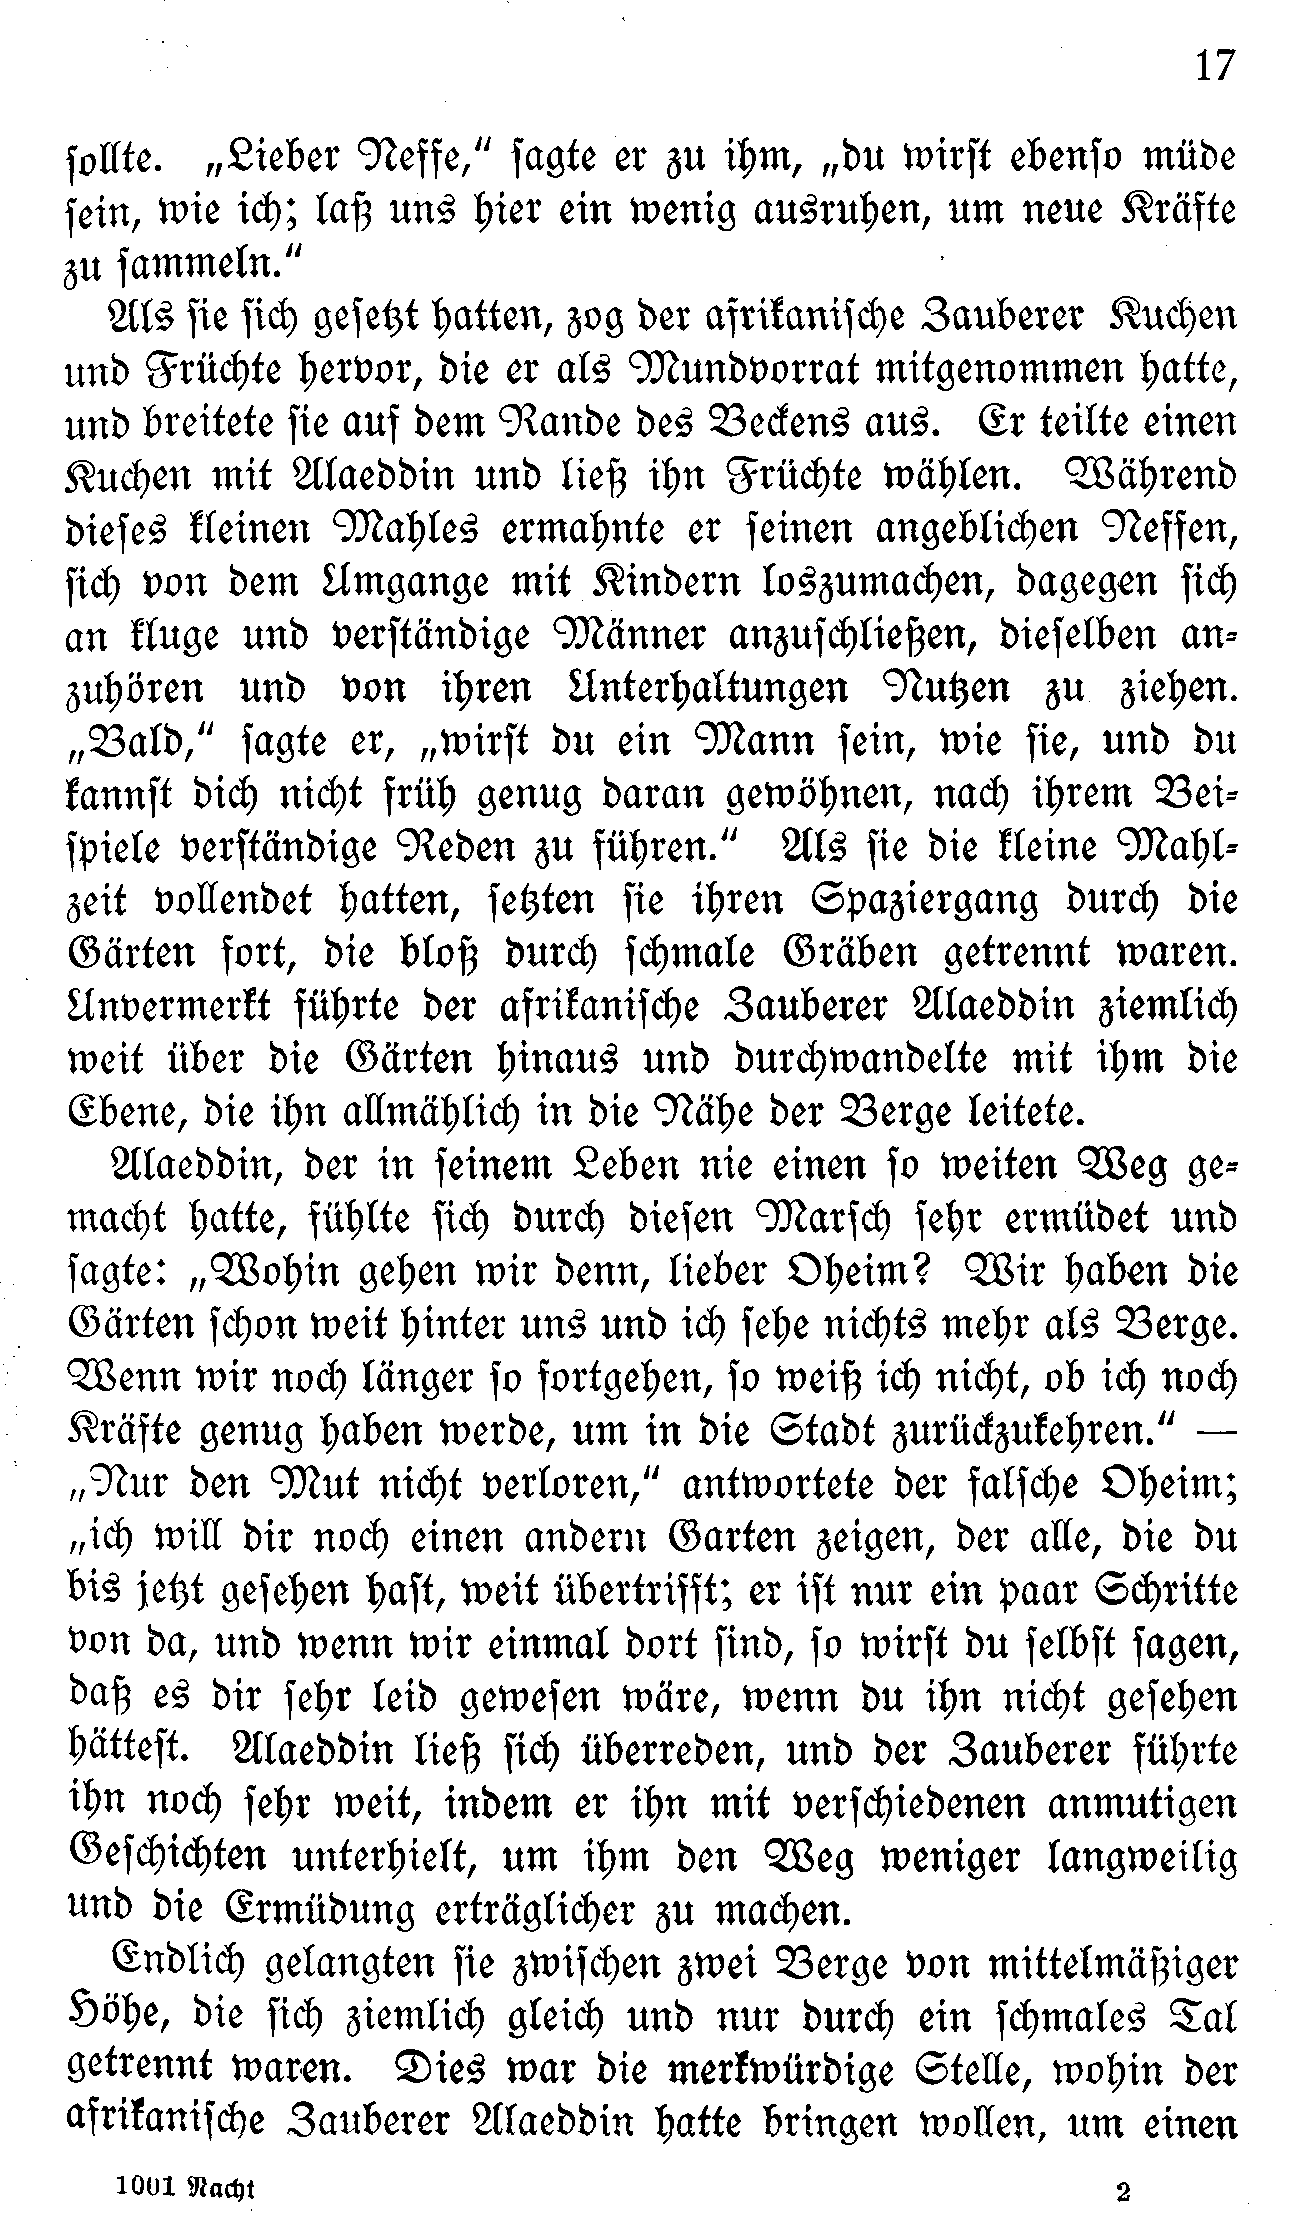 17
sollte. „Lieber Neffe,“ sagte er zu ihm, „du wirst ebenso müde
sein, wie ich; laß uns hier ein wenig ausruhen, um neue Kräfte
zu sammeln.“
Als sie sich gesetzt hatten, zog der afrikanische Zauberer Kuchen
und Früchte hervor, die er als Mundvorrat mitgenommen hatte,
und breitete sie auf dem Rande des Beckens aus. Er teilte einen
Kuchen mit Alaeddin und ließ ihn Früchte wählen. Während
dieses kleinen Mahles ermahnte er seinen angeblichen Neffen,
sich von dem Umgange mit Kindern loszumachen, dagegen sich
an kluge und verständige Männer anzuschließen, dieselben an-
zuhören und von ihren Unterhaltungen Nutzen zu ziehen.
„Bald,“ sagte er, „wirst du ein Mann sein, wie sie, und du
kannst dich nicht früh genug daran gewöhnen, nach ihrem Bei-
spiele verständige Reden zu führen.“ Als sie die kleine Mahl-
zeit vollendet hatten, setzten sie ihren Spaziergang durch die
Gärten fort, die bloß durch schmale Gräben getrennt waren.
Unvermerkt führte der afrikanische Zauberer Alaeddin ziemlich
weit über die Gärten hinaus und durchwandelte mit ihm die
Ebene, die ihn allmählich in die Nähe der Berge leitete.
Alaeddin, der in seinem Leben nie einen so weiten Weg ge-
macht hatte, fühlte sich durch diesen Marsch sehr ermüdet und
sagte: „Wohin gehen wir denn, lieber Oheim? Wir haben die
Gärten schon weit hinter uns und ich sehe nichts mehr als Berge.
Wenn wir noch länger so fortgehen, so weiß ich nicht, ob ich noch
Kräfte genug haben werde, um in die Stadt zurückzukehren.“ —
„Nur den Mut nicht verloren,“ antwortete der falsche Oheim;
„ich will dir noch einen andern Garten zeigen, der alle, die du
bis jetzt gesehen hast, weit übertrifft; er ist nur ein paar Schritte
von da, und wenn wir einmal dort sind, so wirst du selbst sagen,
daß es dir sehr leid gewesen wäre, wenn du ihn nicht gesehen
hättest. Alaeddin ließ sich überreden, und der Zauberer führte
ihn noch sehr weit, indem er ihn mit verschiedenen anmutigen
Geschichten unterhielt, um ihm den Weg weniger langweilig
und die Ermüdung erträglicher zu machen.
Endlich gelangten sie zwischen zwei Berge von mittelmäßiger
Höhe, die sich ziemlich gleich und nur durch ein schmales Tal
getrennt waren. Dies war die merkwürdige Stelle, wohin der
afrikanische Zauberer Alaeddin hatte bringen wollen, um einen
1001 Nacht 2